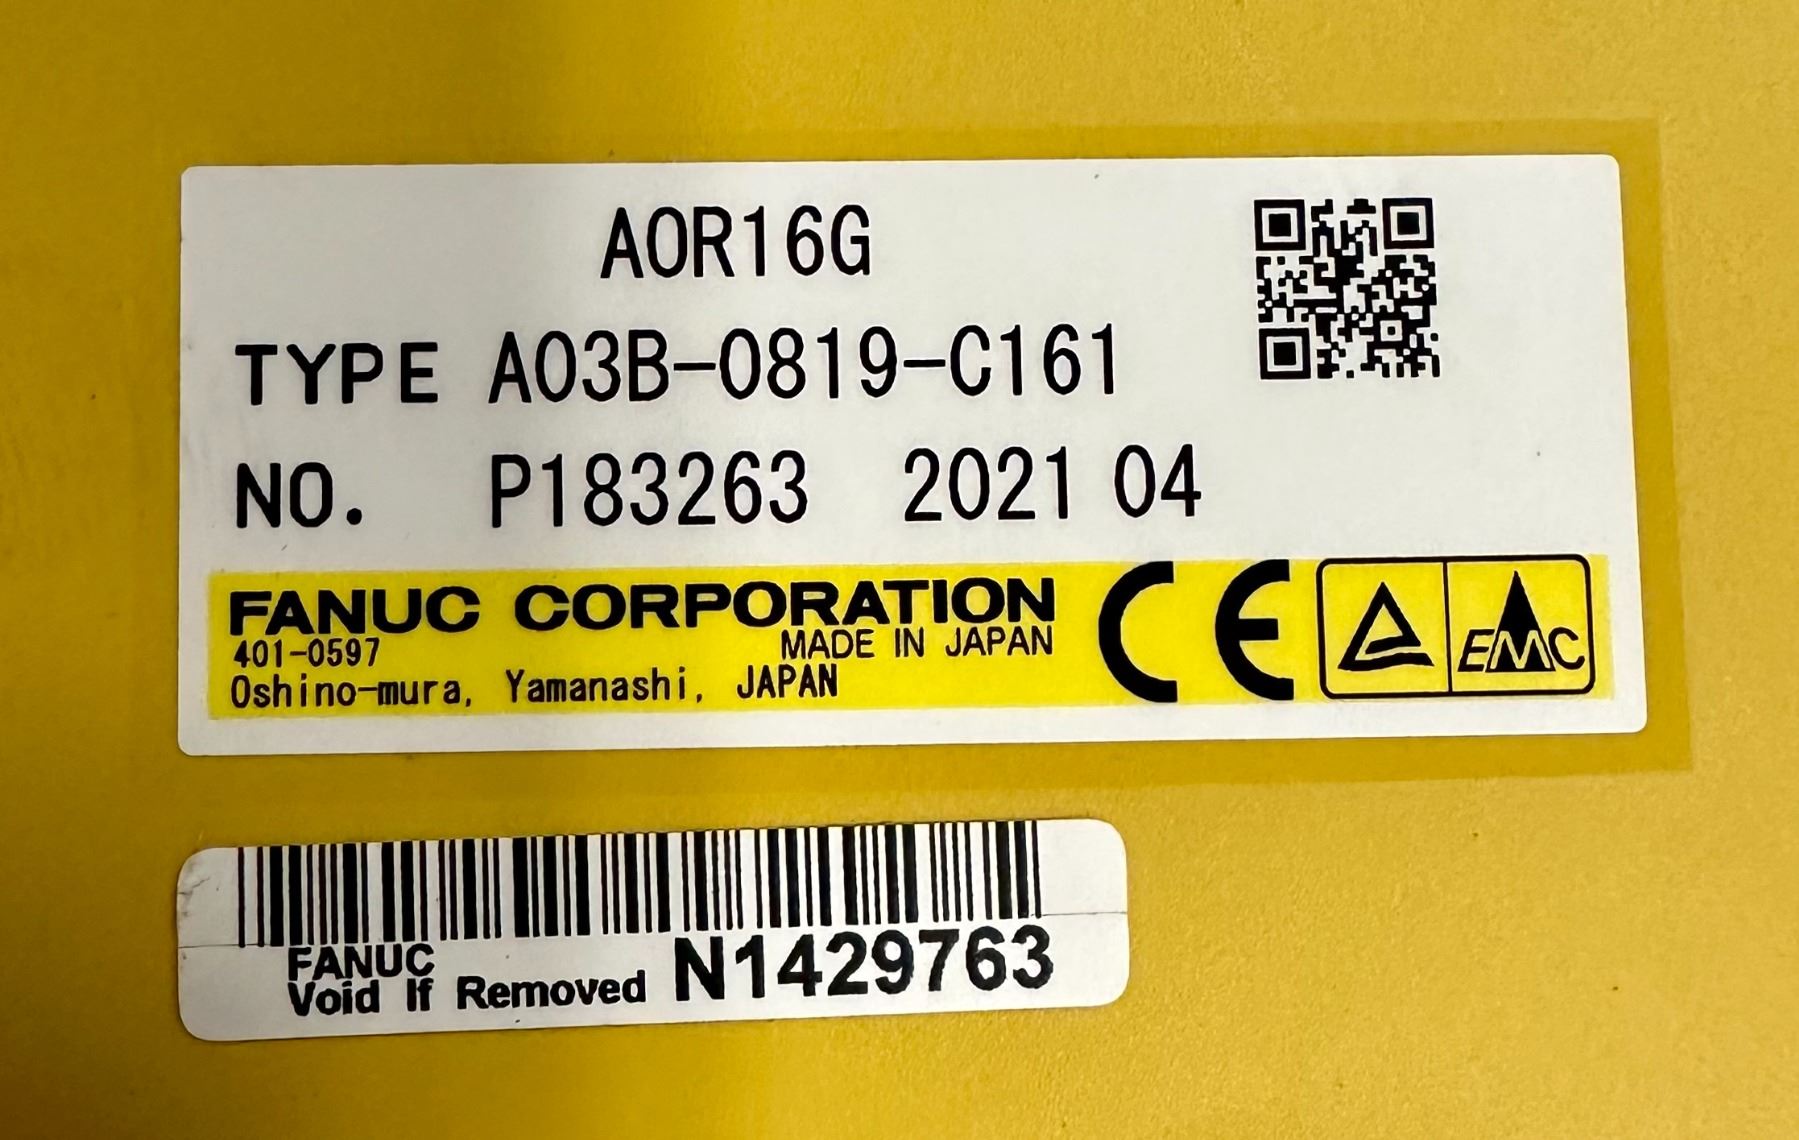 AOR16G
TYPE A03B-0819-C161
NO. P183263 2021 04
FANUC CORPORATION
401-0597 MADE IN JAPAN
Oshino-mura, Yamanashi, JAPAN
CE
EMC
FANUC
Void If Removed N1429763